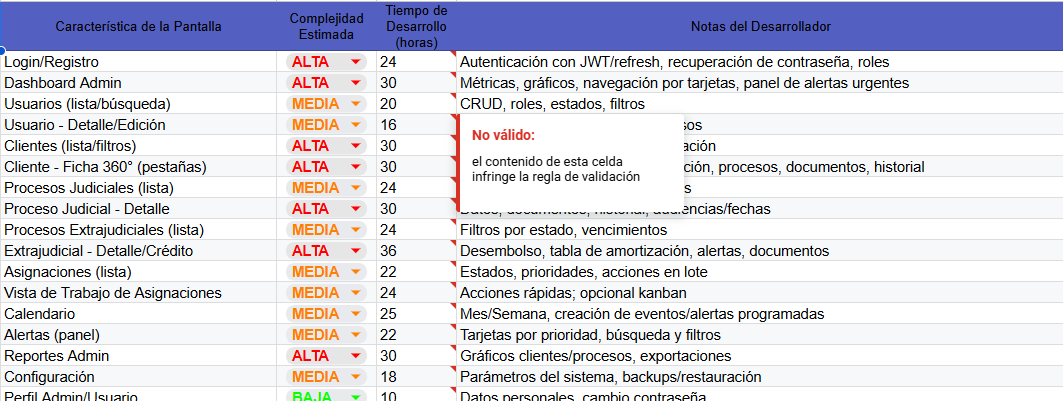 Característica de la Pantalla
Complejidad
Estimada
Tiempo de
Desarrollo
(horas)
Notas del Desarrollador
Login/Registro ALTA 24 Autenticación con JWT/refresh, recuperación de contraseña, roles
Dashboard Admin ALTA 30 Métricas, gráficos, navegación por tarjetas, panel de alertas urgentes
Usuarios (lista/búsqueda) MEDIA 20 CRUD, roles, estados, filtros
Usuario - Detalle/Edición MEDIA 16
No válido:
el contenido de esta celda
infringe la regla de validación
Clientes (lista/filtros) ALTA 30
Cliente - Ficha 360° (pestañas) ALTA 30 procesos, documentos, historial
Procesos Judiciales (lista) MEDIA 24
Proceso Judicial - Detalle ALTA 30 Datos, documentos, historial, audiencias/fechas
Procesos Extrajudiciales (lista) MEDIA 24 Filtros por estado, vencimientos
Extrajudicial - Detalle/Crédito ALTA 36 Desembolso, tabla de amortización, alertas, documentos
Asignaciones (lista) MEDIA 22 Estados, prioridades, acciones en lote
Vista de Trabajo de Asignaciones MEDIA 24 Acciones rápidas; opcional kanban
Calendario MEDIA 25 Mes/Semana, creación de eventos/alertas programadas
Alertas (panel) MEDIA 22 Tarjetas por prioridad, búsqueda y filtros
Reportes Admin ALTA 30 Gráficos clientes/procesos, exportaciones
Configuración MEDIA 18 Parámetros del sistema, backups/restauración
Perfil Admin/Usuario BAJA 10 Datos personales, cambio contraseña